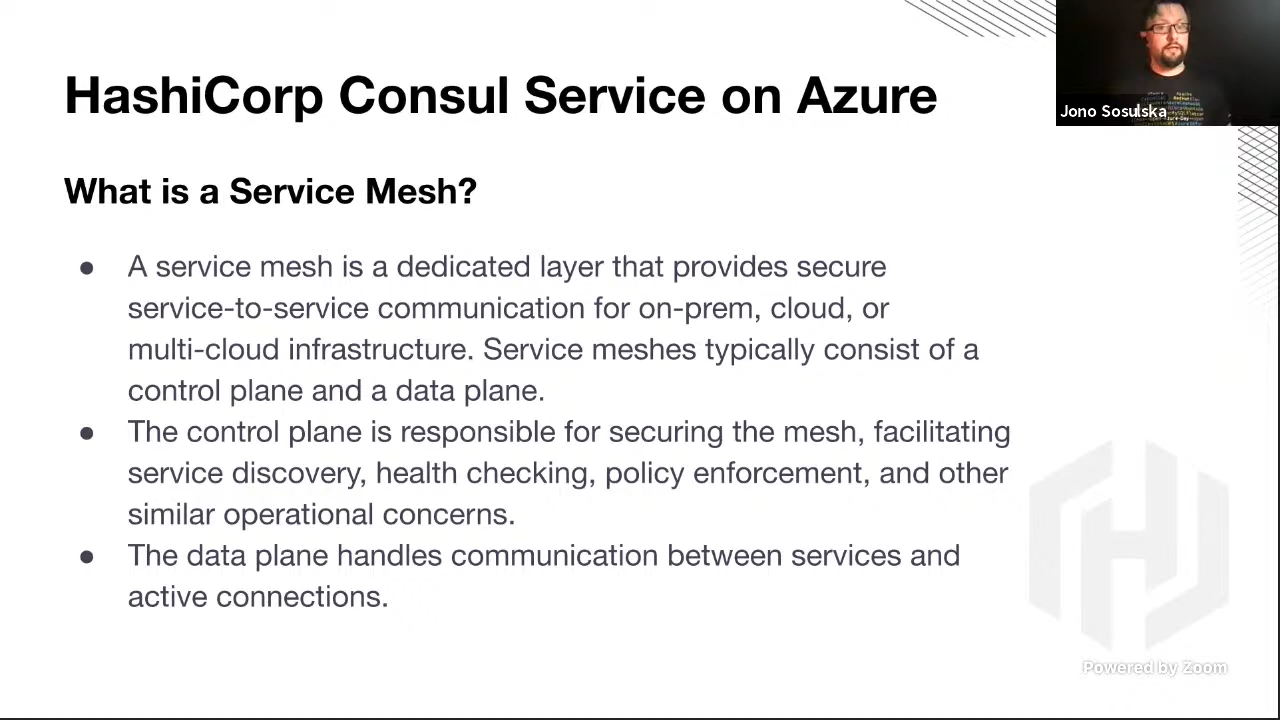 HashiCorp Consul Service on Azure
Jono Sosulska
What is a Service Mesh?
● A service mesh is a dedicated layer that provides secure
service-to-service communication for on-prem, cloud, or
multi-cloud infrastructure. Service meshes typically consist of a
control plane and a data plane.
● The control plane is responsible for securing the mesh, facilitating
service discovery, health checking, policy enforcement, and other
similar operational concerns.
● The data plane handles communication between services and
active connections.
Powered by Zoom